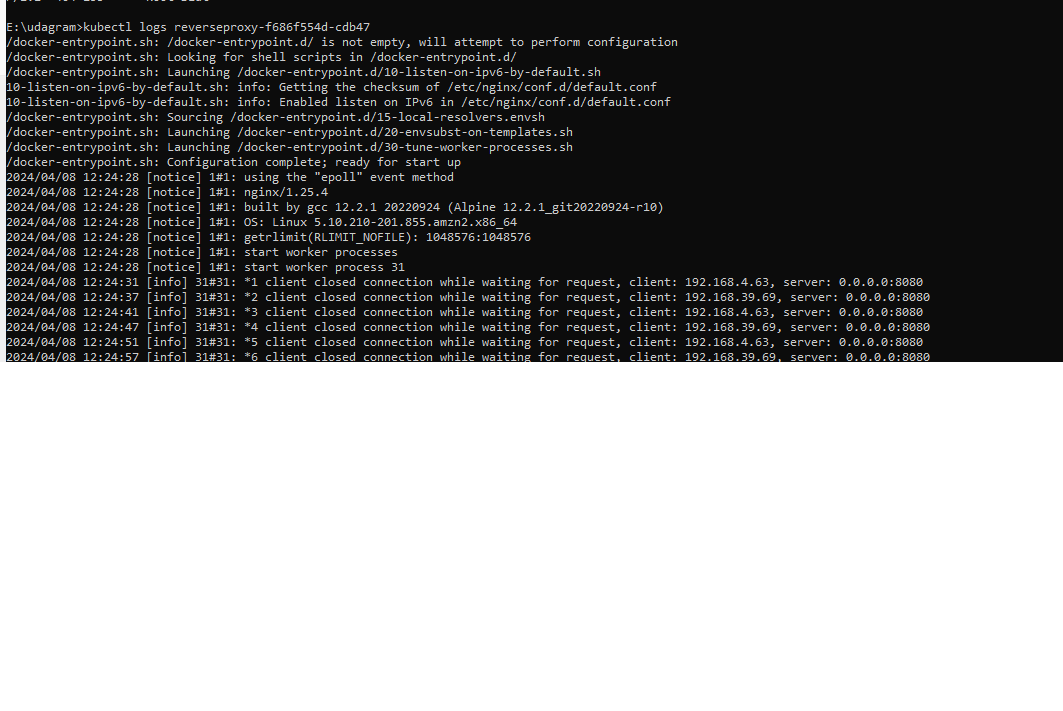 E:\udagram>kubectl logs reverseproxy-f686f554d-cdb47
/docker-entrypoint.sh: /docker-entrypoint.d/ is not empty, will attempt to perform configuration
/docker-entrypoint.sh: Looking for shell scripts in /docker-entrypoint.d/
/docker-entrypoint.sh: Launching /docker-entrypoint.d/10-listen-on-ipv6-by-default.sh
10-listen-on-ipv6-by-default.sh: info: Getting the checksum of /etc/nginx/conf.d/default.conf
10-listen-on-ipv6-by-default.sh: info: Enabled listen on IPv6 in /etc/nginx/conf.d/default.conf
/docker-entrypoint.sh: Sourcing /docker-entrypoint.d/15-local-resolvers.envsh
/docker-entrypoint.sh: Launching /docker-entrypoint.d/20-envsubst-on-templates.sh
/docker-entrypoint.sh: Launching /docker-entrypoint.d/30-tune-worker-processes.sh
/docker-entrypoint.sh: Configuration complete; ready for start up
2024/04/08 12:24:28 [notice] 1#1: using the "epoll" event method
2024/04/08 12:24:28 [notice] 1#1: nginx/1.25.4
2024/04/08 12:24:28 [notice] 1#1: built by gcc 12.2.1 20220924 (Alpine 12.2.1_git20220924-r10)
2024/04/08 12:24:28 [notice] 1#1: OS: Linux 5.10.210-201.855.amzn2.x86_64
2024/04/08 12:24:28 [notice] 1#1: getrlimit(RLIMIT_NOFILE): 1048576:1048576
2024/04/08 12:24:28 [notice] 1#1: start worker processes
2024/04/08 12:24:28 [notice] 1#1: start worker process 31
2024/04/08 12:24:31 [info] 31#31: *1 client closed connection while waiting for request, client: 192.168.4.63, server: 0.0.0.0:8080
2024/04/08 12:24:37 [info] 31#31: *2 client closed connection while waiting for request, client: 192.168.39.69, server: 0.0.0.0:8080
2024/04/08 12:24:41 [info] 31#31: *3 client closed connection while waiting for request, client: 192.168.4.63, server: 0.0.0.0:8080
2024/04/08 12:24:47 [info] 31#31: *4 client closed connection while waiting for request, client: 192.168.39.69, server: 0.0.0.0:8080
2024/04/08 12:24:51 [info] 31#31: *5 client closed connection while waiting for request, client: 192.168.4.63, server: 0.0.0.0:8080
2024/04/08 12:24:57 [info] 31#31: *6 client closed connection while waiting for request, client: 192.168.39.69, server: 0.0.0.0:8080